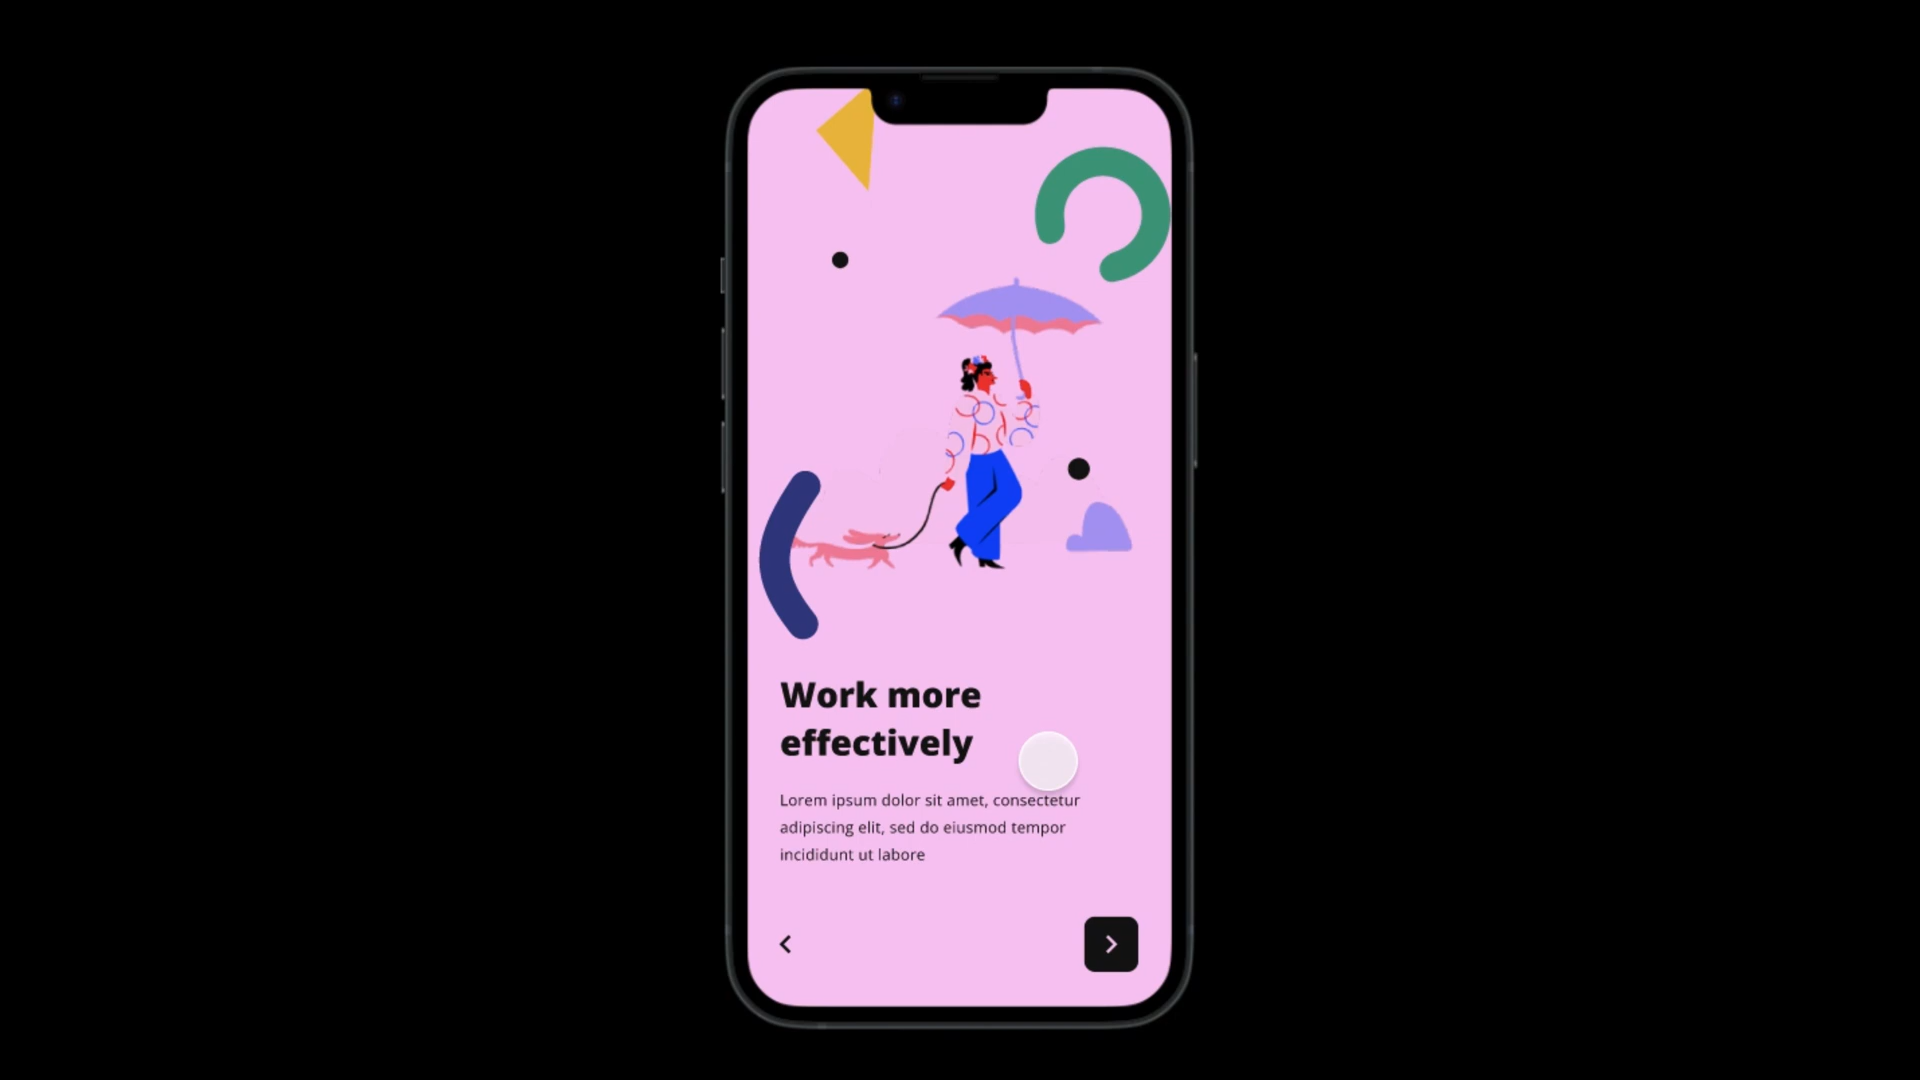 Work more
effectively
Lorem ipsum dolor sit amet, consectetur
adipiscing elit, sed do eiusmod tempor
incididunt ut labore